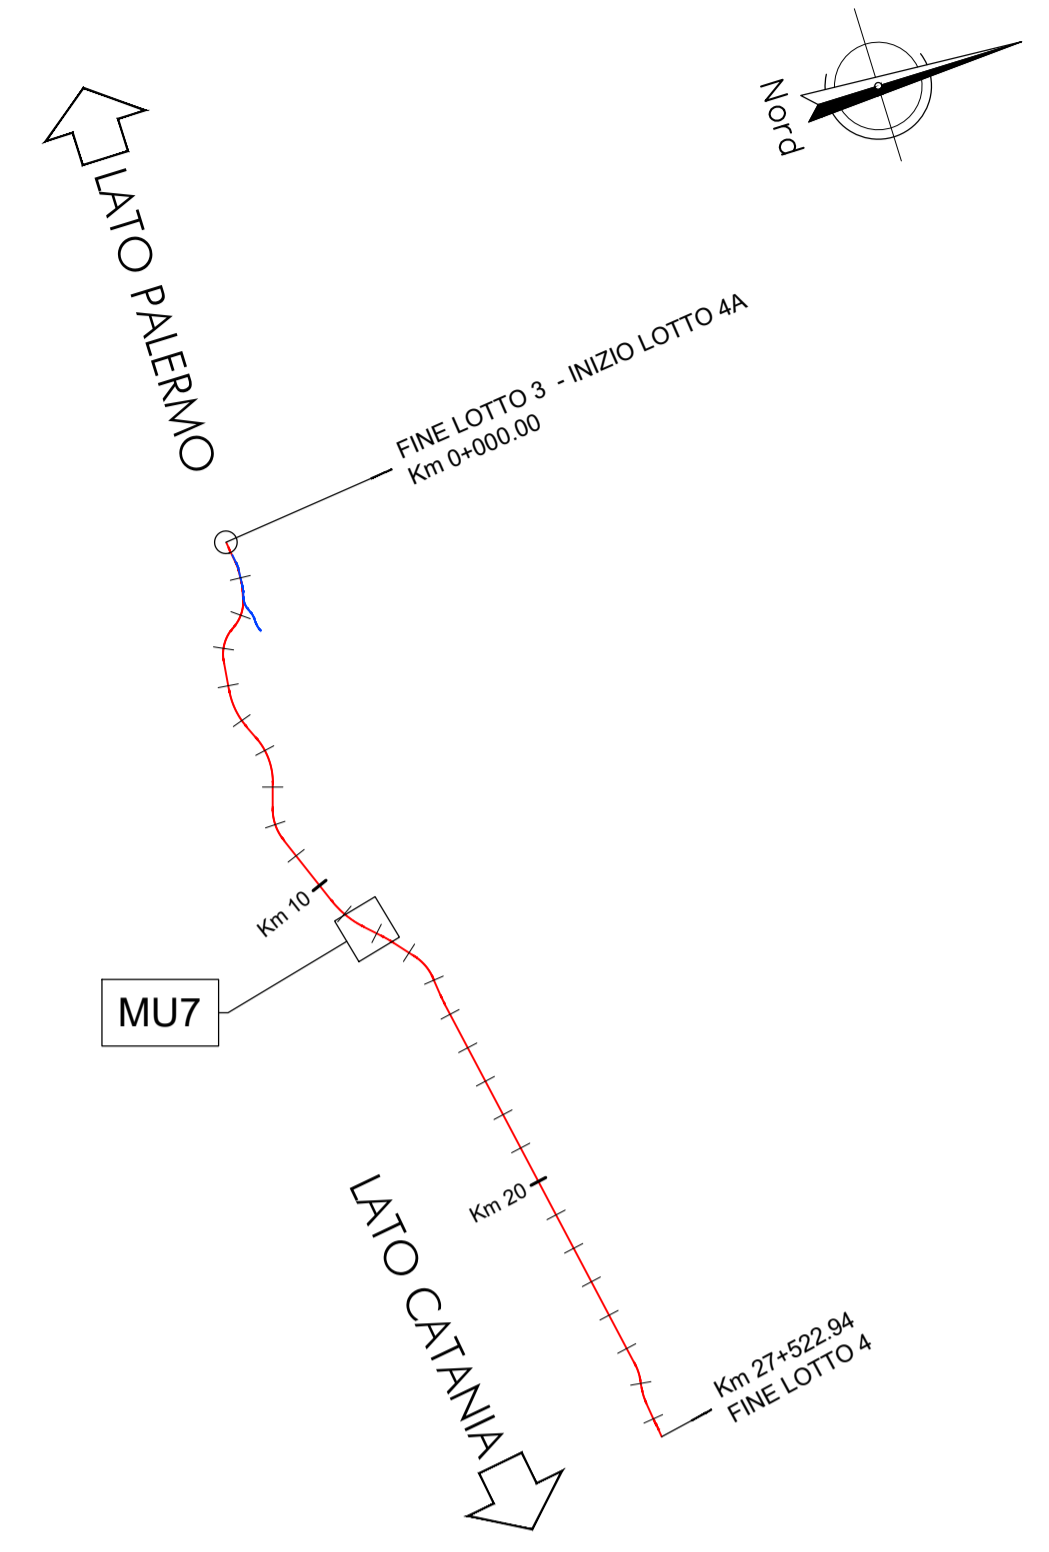 Nord
LATO PALERMO
FINE LOTTO 3 - INIZIO LOTTO 4A
Km 0+000.00
Km 10
MU7
Km 20
LATO CATANIA
Km 27+522.94
FINE LOTTO 4